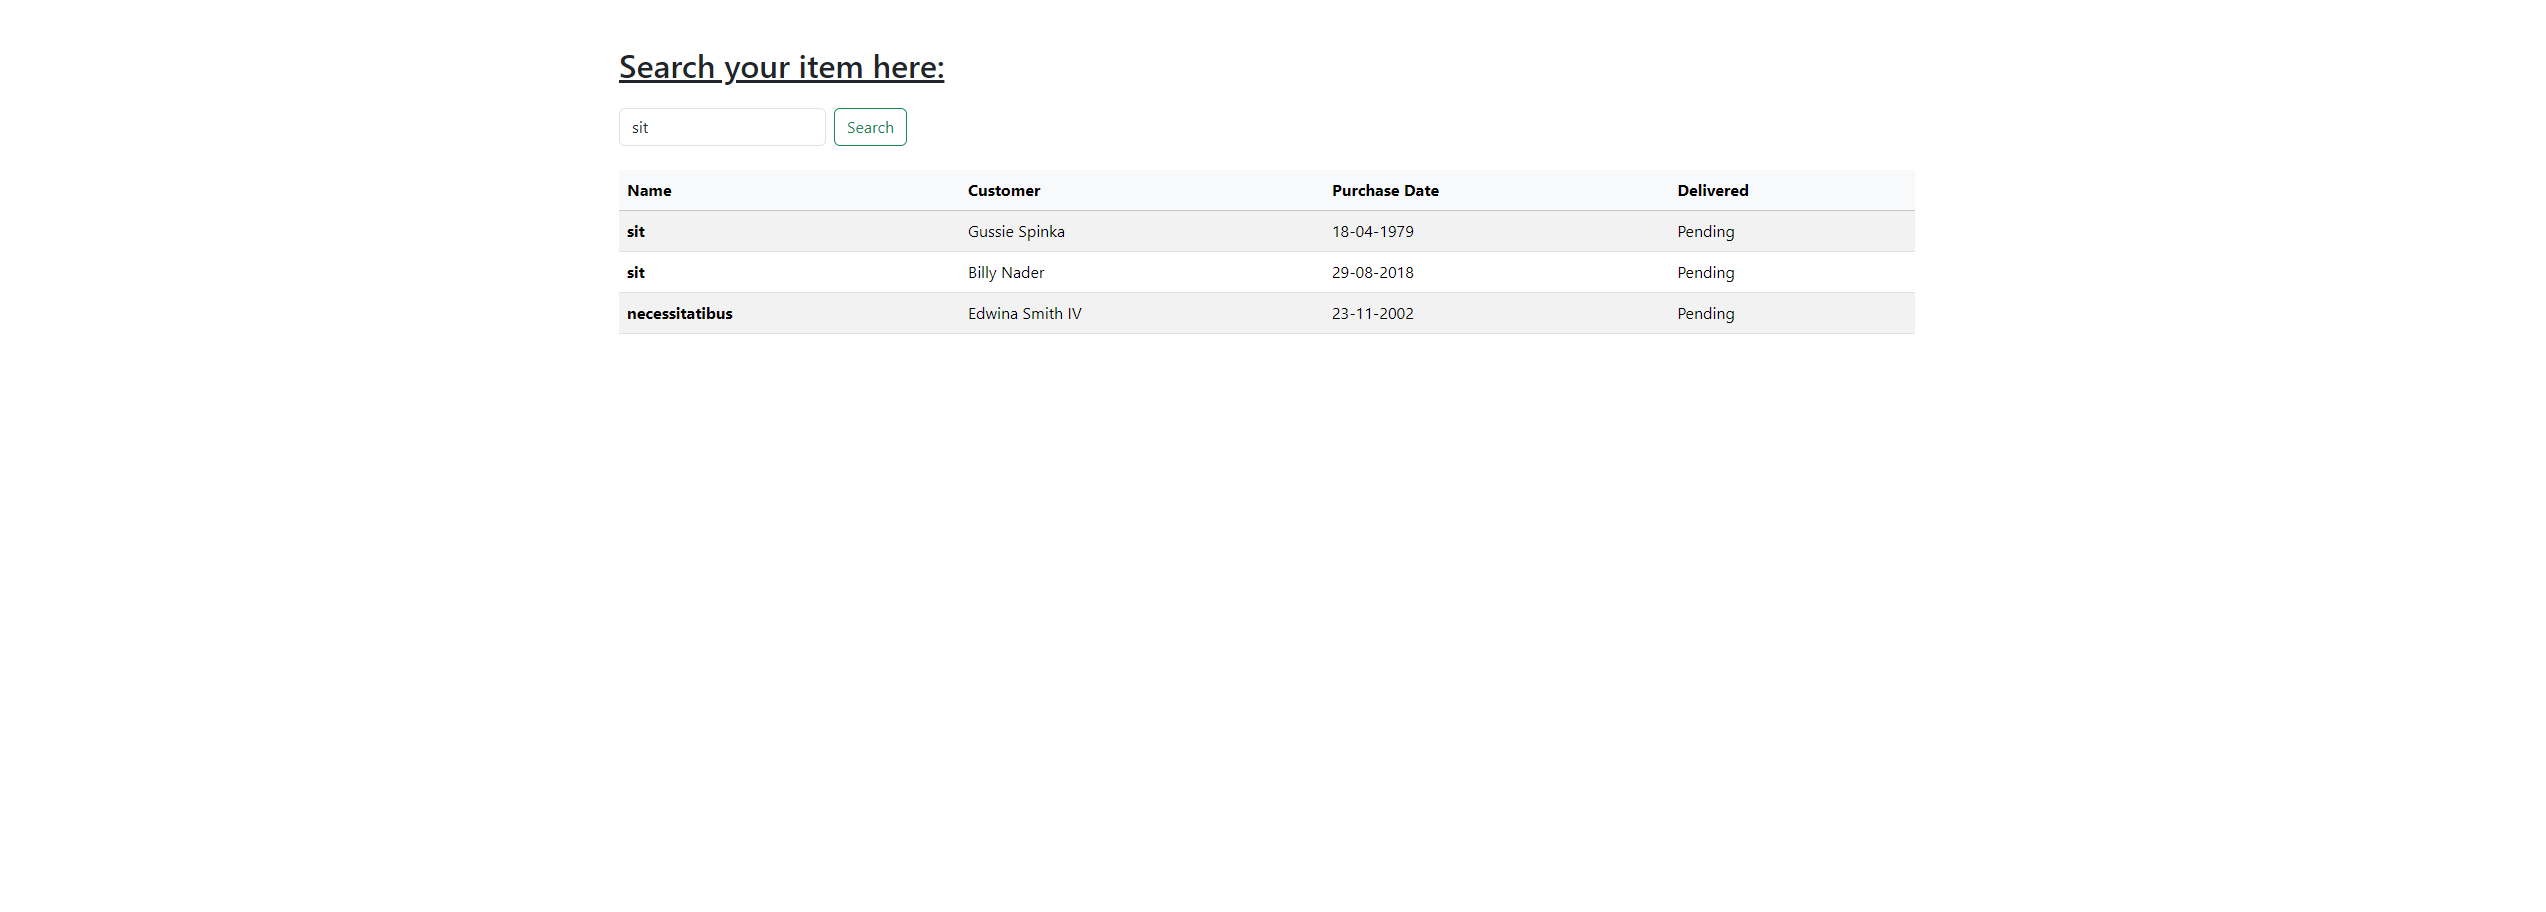 Search your item here:
sit Search
Name Customer Purchase Date Delivered
sit Gussie Spinka 18-04-1979 Pending
sit Billy Nader 29-08-2018 Pending
necessitatibus Edwina Smith IV 23-11-2002 Pending